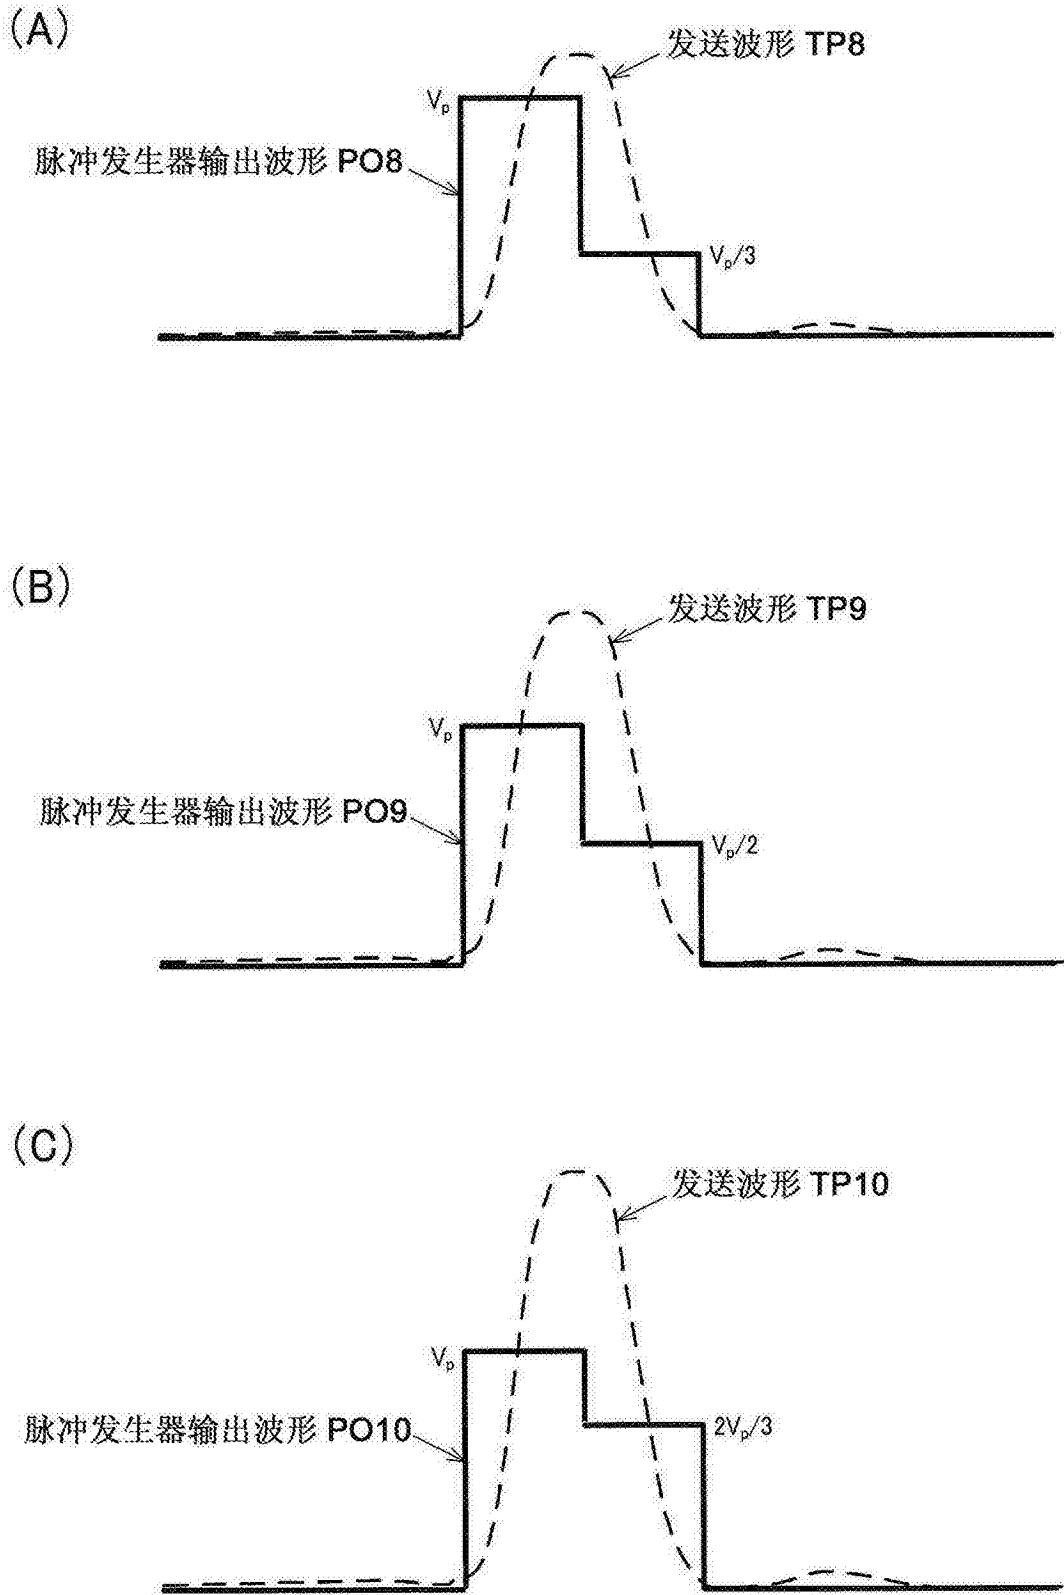 (A)
发送波形 TP8
Vp
脉冲发生器输出波形 PO8
Vp/3
(B)
发送波形 TP9
Vp
脉冲发生器输出波形 PO9
Vp/2
(C)
发送波形 TP10
Vp
脉冲发生器输出波形 PO10
2Vp/3